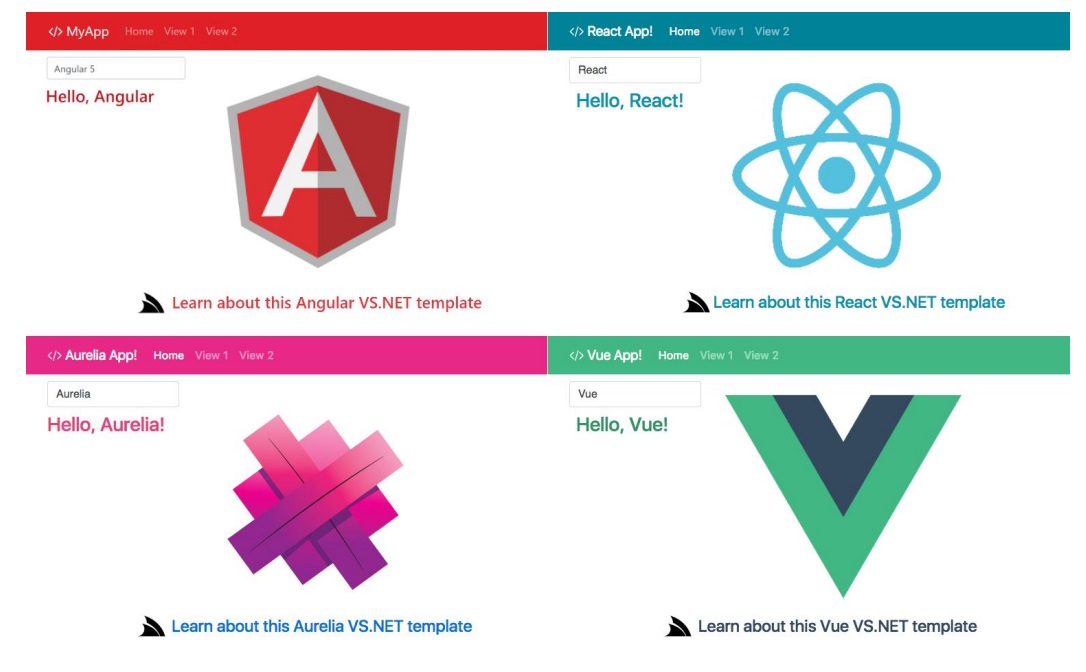 </> MyApp Home View 1 View 2
Angular 5
Hello, Angular
A
Learn about this Angular VS.NET template
</> React App! Home View 1 View 2
React
Hello, React!
Learn about this React VS.NET template
</> Aurelia App! Home View 1 View 2
Aurelia
Hello, Aurelia!
Learn about this Aurelia VS.NET template
</> Vue App! Home View 1 View 2
Vue
Hello, Vue!
Learn about this Vue VS.NET template